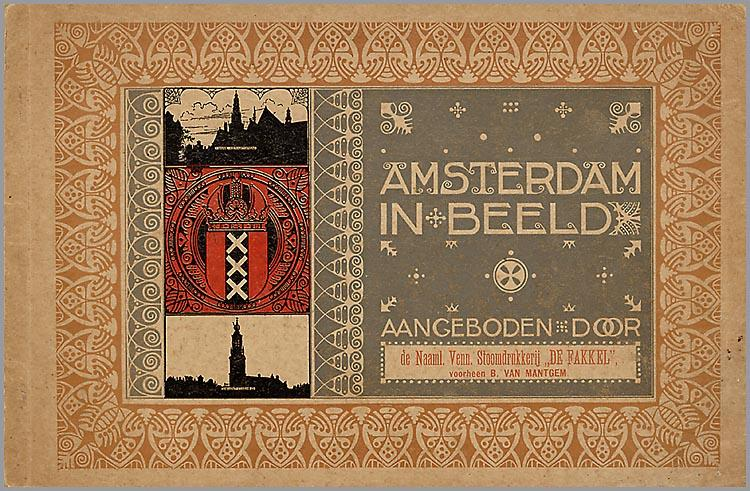 AMSTERDAM
IN BEELD
AANGEBODEN DOOR
de Naaml. Venn. Stoomdrukkerij „DE FAKKEL",
voorheen B. VAN MANTGEM